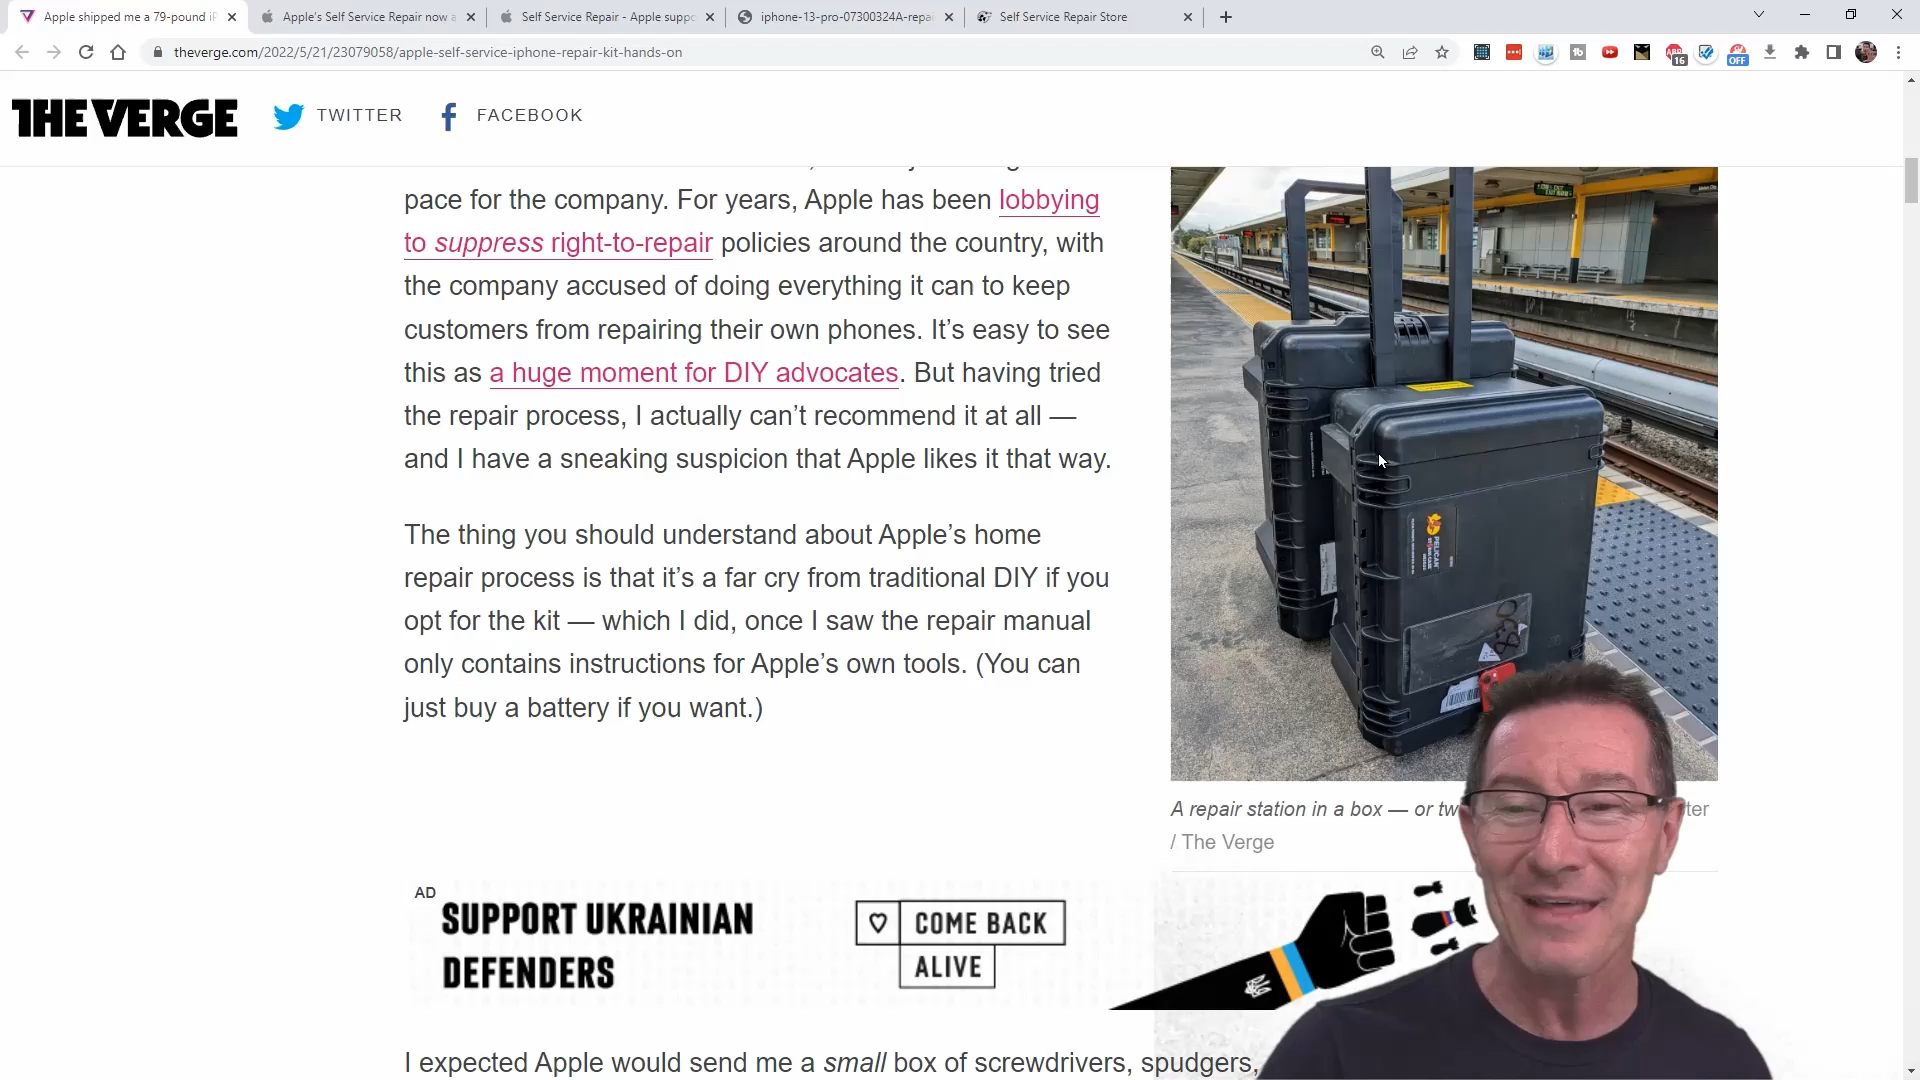 Apple shipped me a 79-pound iP
Apple's Self Service Repair now a
Self Service Repair - Apple suppo
iphone-13-pro-07300324A-repai
Self Service Repair Store
theverge.com/2022/5/21/23079058/apple-self-service-iphone-repair-kit-hands-on
16
OFF
THE VERGE
TWITTER
FACEBOOK
pace for the company. For years, Apple has been lobbying
to suppress right-to-repair policies around the country, with
the company accused of doing everything it can to keep
customers from repairing their own phones. It’s easy to see
this as a huge moment for DIY advocates. But having tried
the repair process, I actually can’t recommend it at all —
and I have a sneaking suspicion that Apple likes it that way.
The thing you should understand about Apple’s home
repair process is that it’s a far cry from traditional DIY if you
opt for the kit — which I did, once I saw the repair manual
only contains instructions for Apple’s own tools. (You can
just buy a battery if you want.)
PELICAN
A repair station in a box — or tw
ter
/ The Verge
AD
SUPPORT UKRAINIAN
DEFENDERS
COME BACK
ALIVE
I expected Apple would send me a small box of screwdrivers, spudgers,